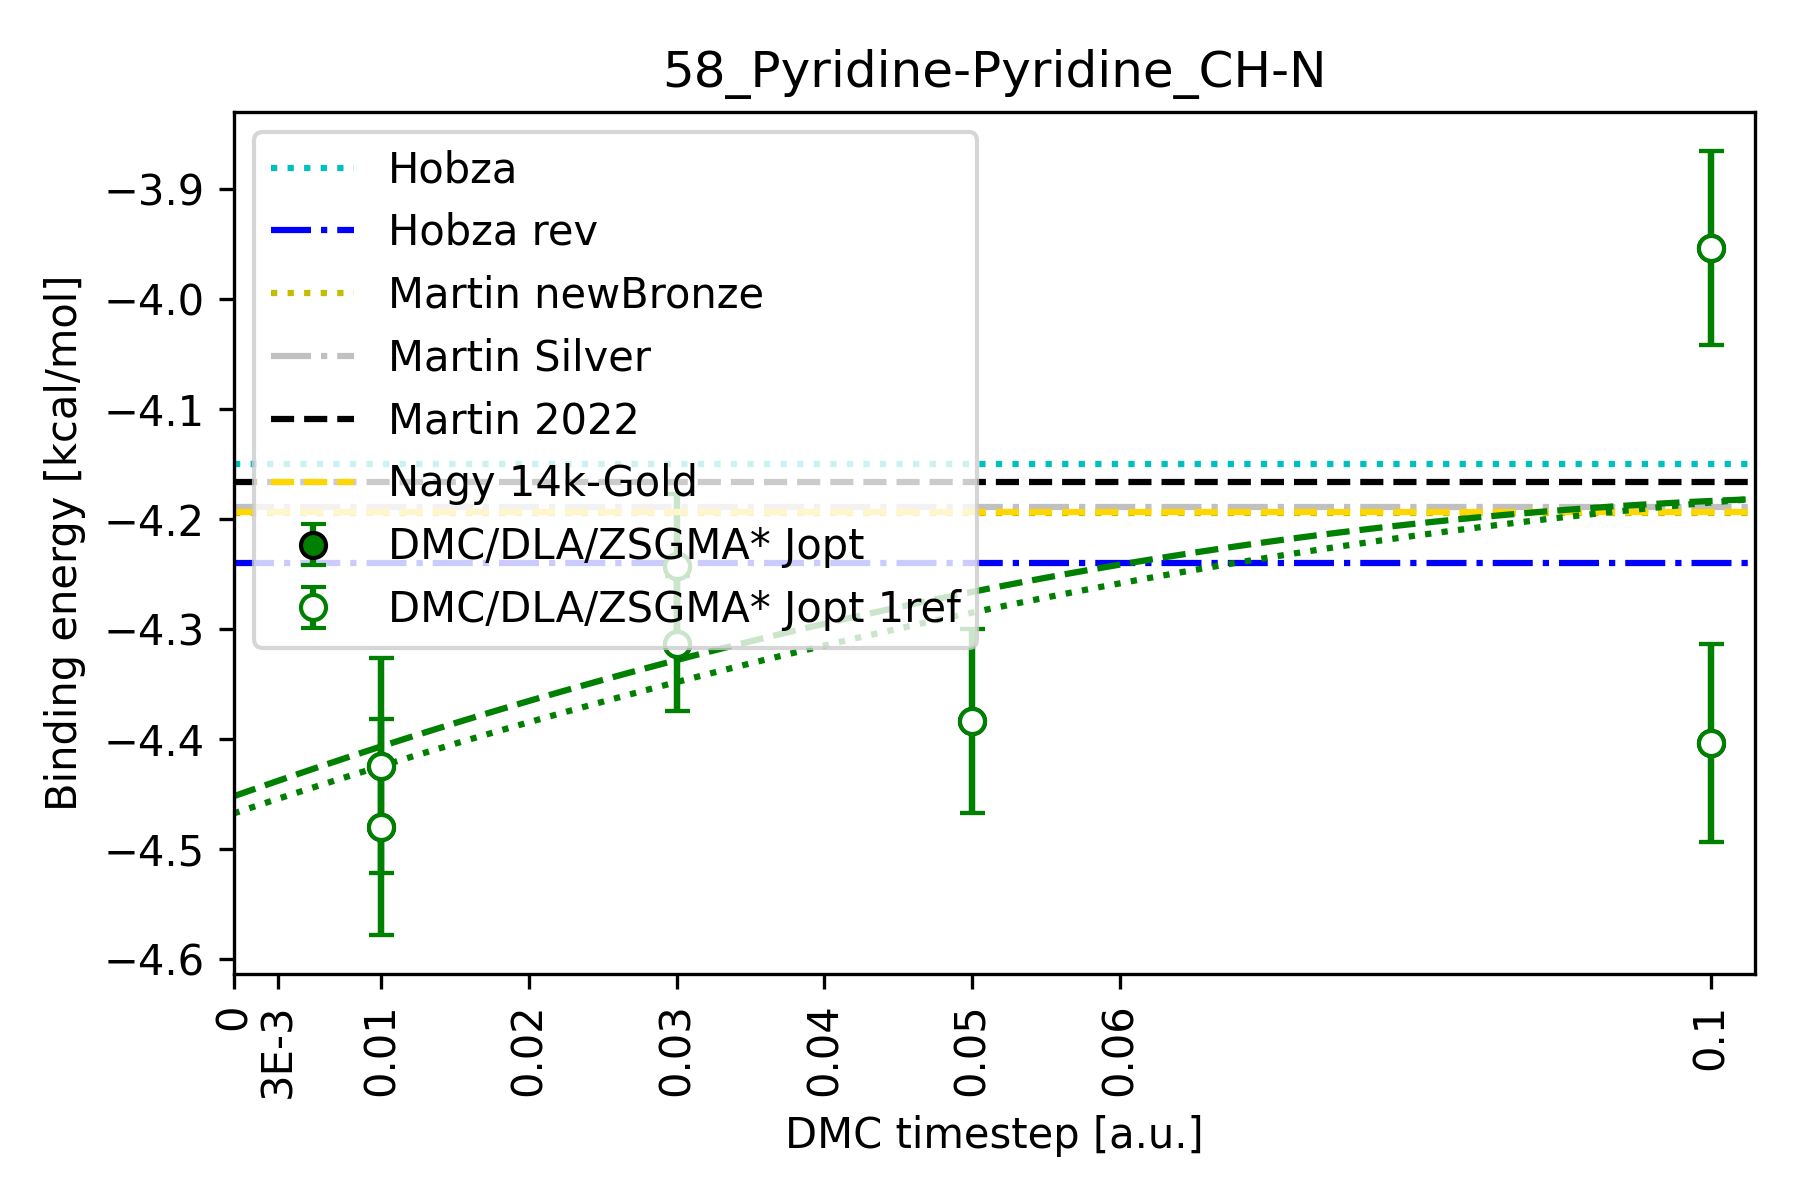 58_Pyridine-Pyridine_CH-N
Binding energy [kcal/mol]
−3.9
−4.0
−4.1
−4.2
−4.3
−4.4
−4.5
−4.6
Hobza
Hobza rev
Martin newBronze
Martin Silver
Martin 2022
Nagy 14k-Gold
DMC/DLA/ZSGMA* Jopt
DMC/DLA/ZSGMA* Jopt 1ref
0
3E-3
0.01
0.02
0.03
0.04
0.05
0.06
0.1
DMC timestep [a.u.]